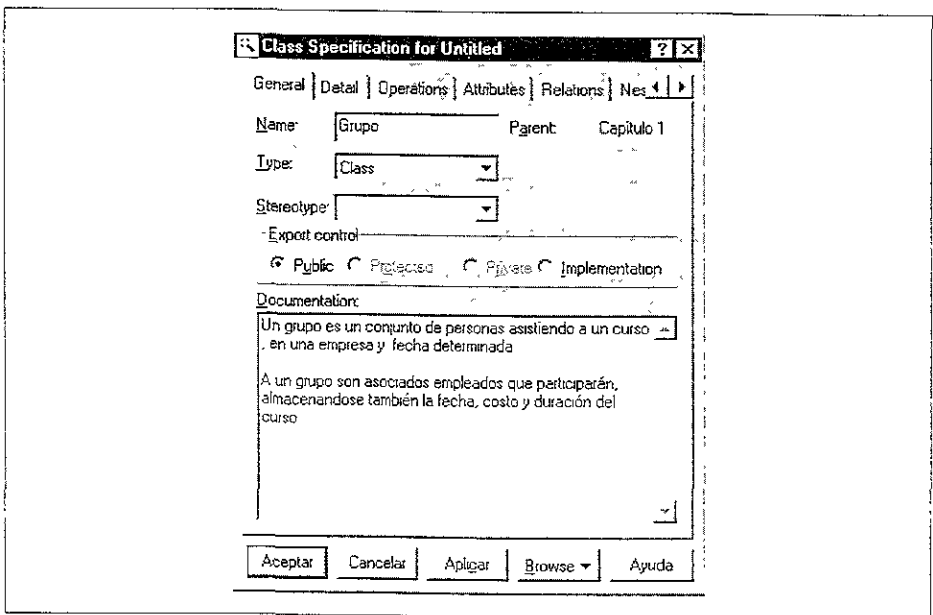 Class Specification for Untitled
General Detail Operations Attributes Relations Nes
Name: Grupo Parent: Capítulo 1
Type: Class
Stereotype:
Export control
Public Protected Private Implementation
Documentation:
Un grupo es un conjunto de personas asistiendo a un curso
, en una empresa y fecha determinada
A un grupo son asociados empleados que participarán,
almacenandose también la fecha, costo y duración del
curso
Aceptar Cancelar Aplicar Browse Ayuda